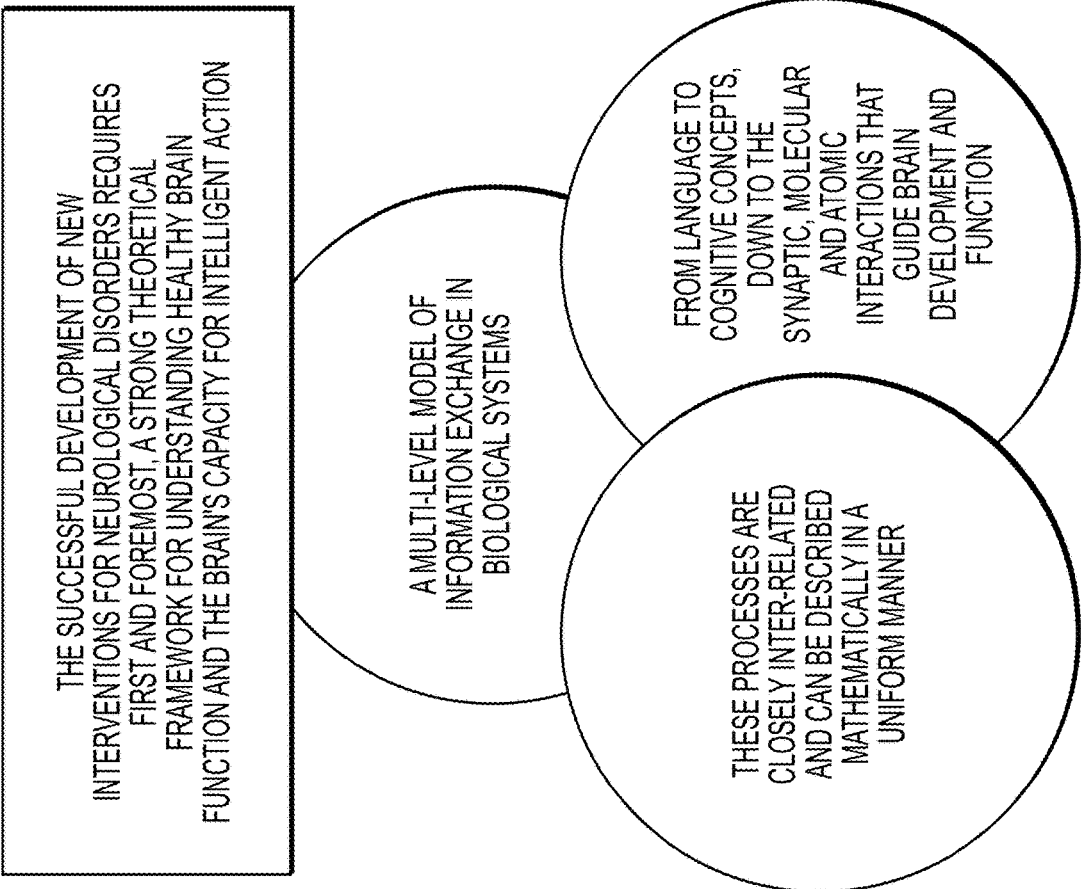 THE SUCCESSFUL DEVELOPMENT OF NEW
INTERVENTIONS FOR NEUROLOGICAL DISORDERS REQUIRES
FIRST AND FOREMOST, A STRONG THEORETICAL
FRAMEWORK FOR UNDERSTANDING HEALTHY BRAIN
FUNCTION AND THE BRAIN'S CAPACITY FOR INTELLIGENT ACTION
A MULTI-LEVEL MODEL OF
INFORMATION EXCHANGE IN
BIOLOGICAL SYSTEMS
THESE PROCESSES ARE
CLOSELY INTER-RELATED
AND CAN BE DESCRIBED
MATHEMATICALLY IN A
UNIFORM MANNER
FROM LANGUAGE TO
COGNITIVE CONCEPTS,
DOWN TO THE
SYNAPTIC, MOLECULAR
AND ATOMIC
INTERACTIONS THAT
GUIDE BRAIN
DEVELOPMENT AND
FUNCTION